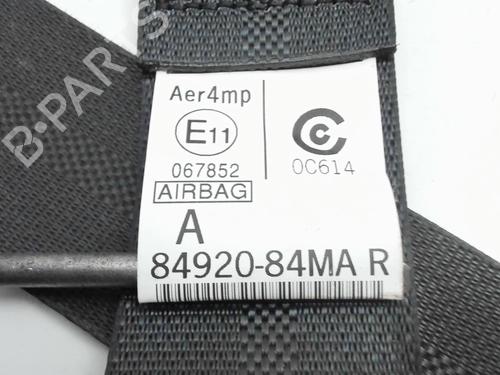 B-PARTS
Aer4mp
E11
C
067852
0C614
AIRBAG
A
84920-84MA R